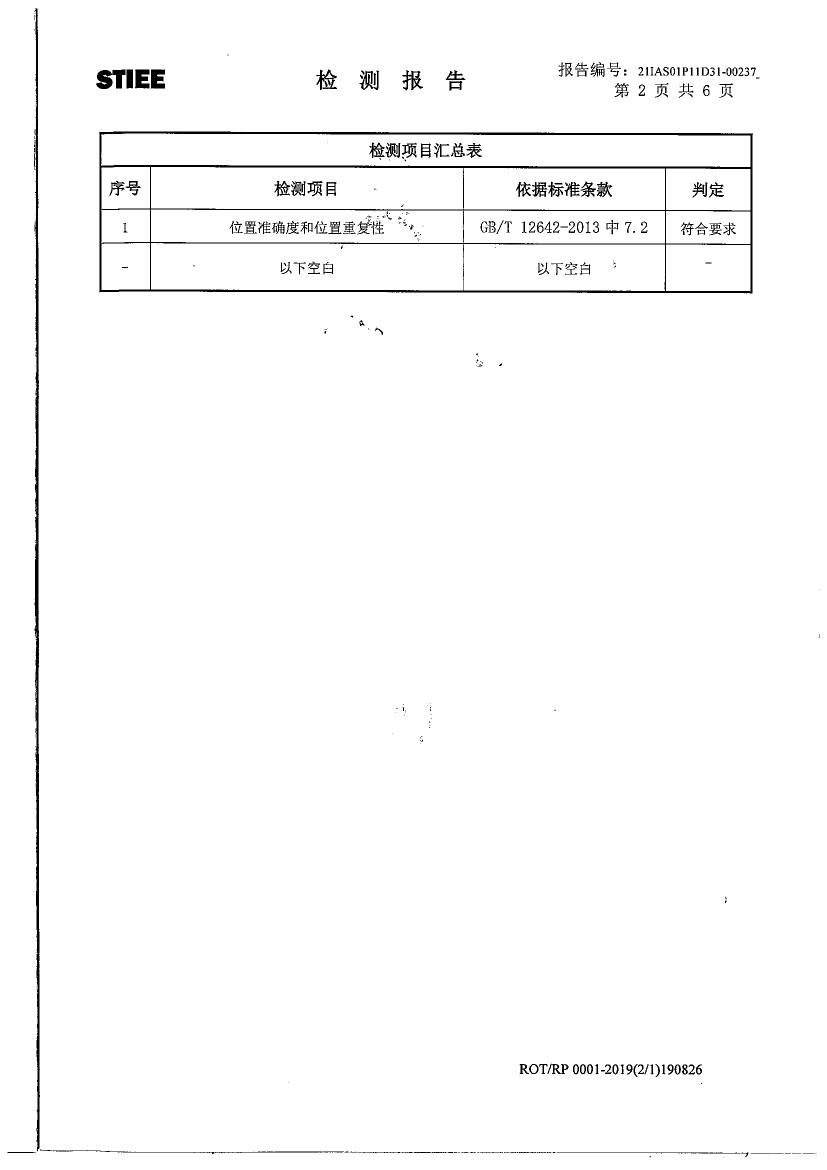 STIEE
检 测 报 告
报告编号：21IAS01P11D31-00237
第 2 页 共 6 页
检测项目汇总表
序号 检测项目 依据标准条款 判定
1 位置准确度和位置重复性 GB/T 12642-2013 中 7.2 符合要求
- 以下空白 以下空白 -
ROT/RP 0001-2019(2/1)190826